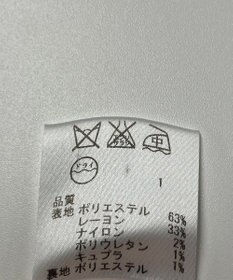 中
ドライ
1
品質
表地 ポリエステル 63%
レーヨン 33%
ナイロン 2%
ポリウレタン 1%
キュプラ 1%
裏地 ポリエステル